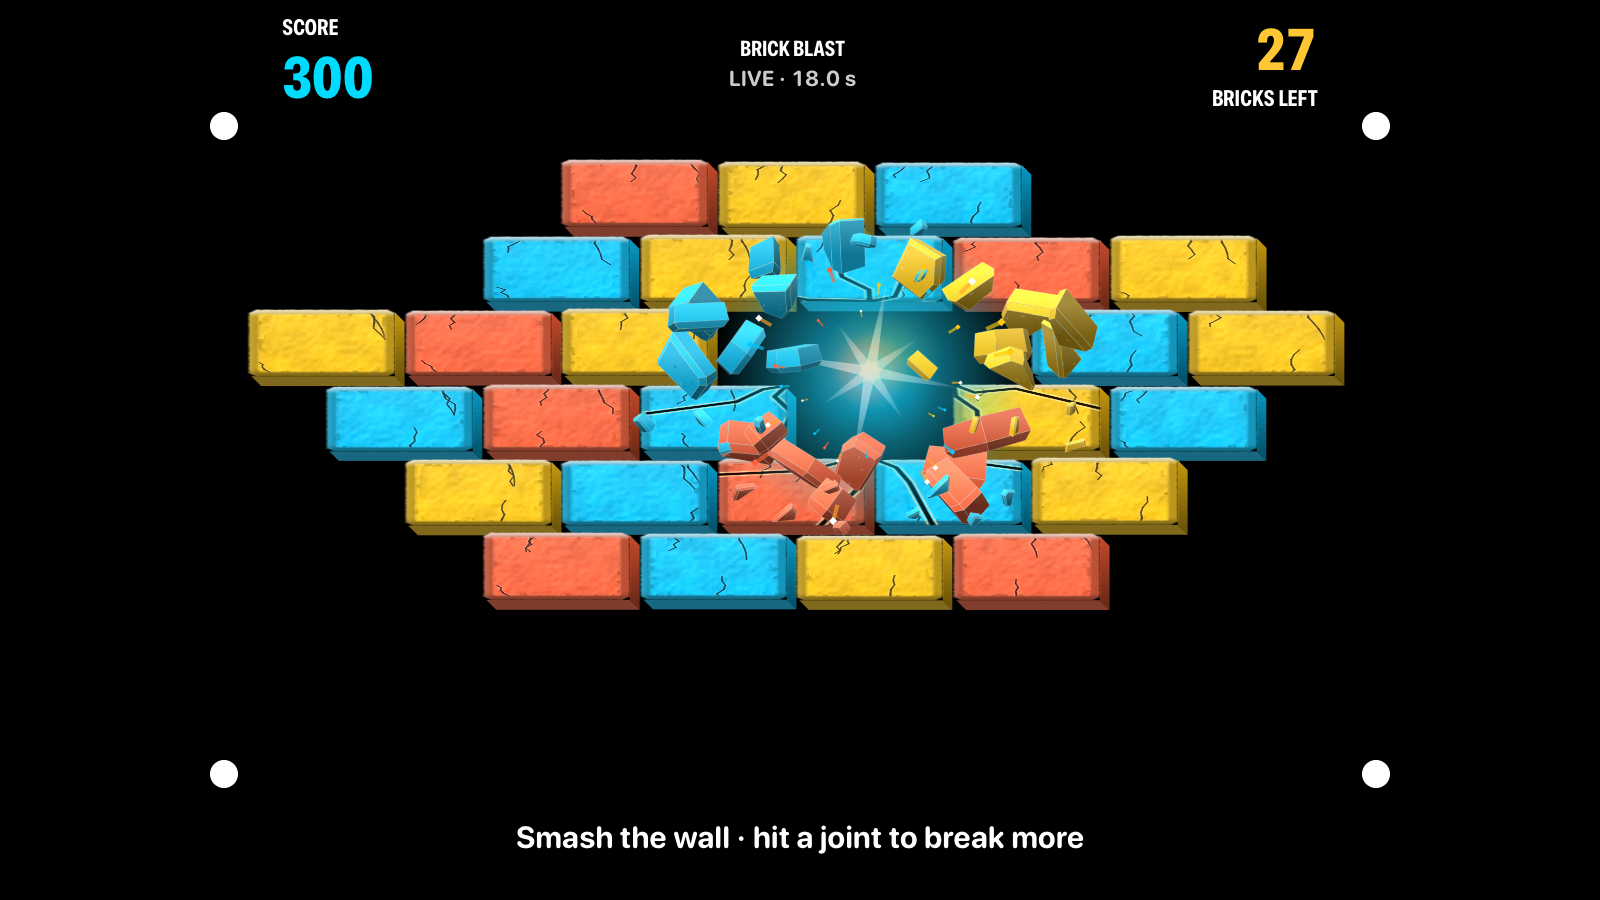 SCORE
300
BRICK BLAST
LIVE · 18.0 s
27
BRICKS LEFT
Smash the wall · hit a joint to break more